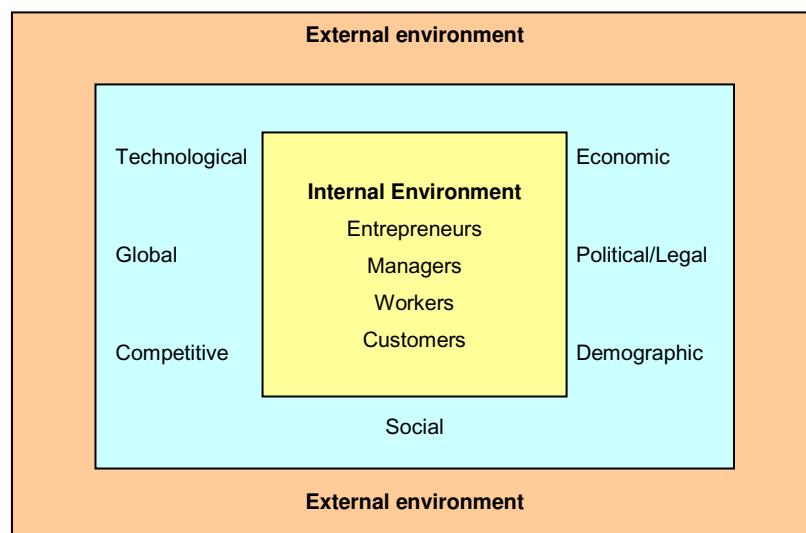 External environment
Technological
Economic
Internal Environment
Entrepreneurs
Global
Political/Legal
Managers
Workers
Competitive
Customers
Demographic
Social
External environment